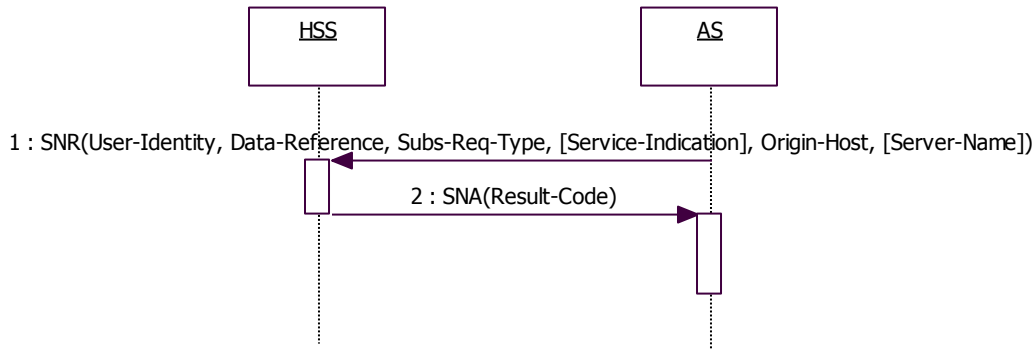 HSS
AS
1 : SNR(User-Identity, Data-Reference, Subs-Req-Type, [Service-Indication], Origin-Host, [Server-Name])
2 : SNA(Result-Code)